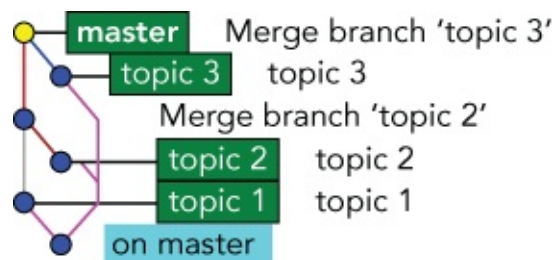 master Merge branch ‘topic 3’
topic 3 topic 3
Merge branch ‘topic 2’
topic 2 topic 2
topic 1 topic 1
on master